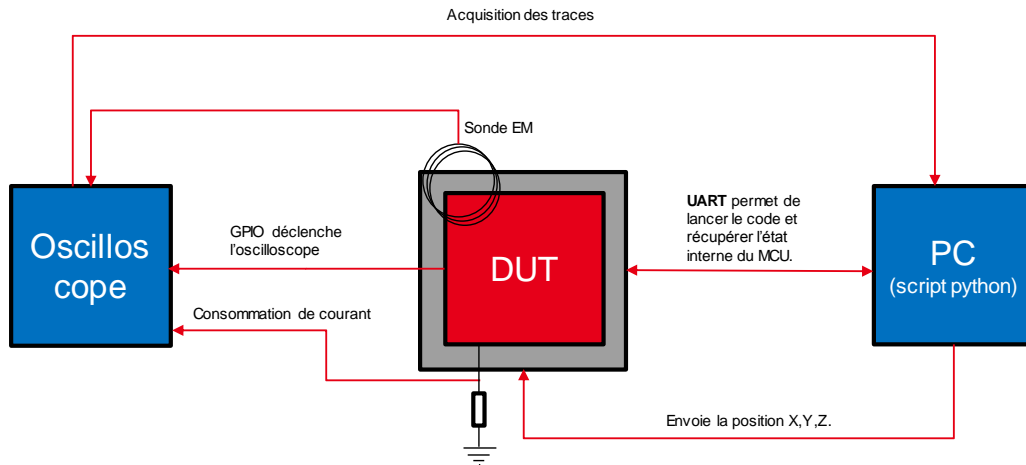 Acquisition des traces
Sonde EM
Oscillos
cope
GPIO déclenche
l'oscilloscope
Consommation de courant
DUT
UART permet de
lancer le code et
récupérer l'état
interne du MCU.
PC
(script python)
Envoie la position X,Y,Z.